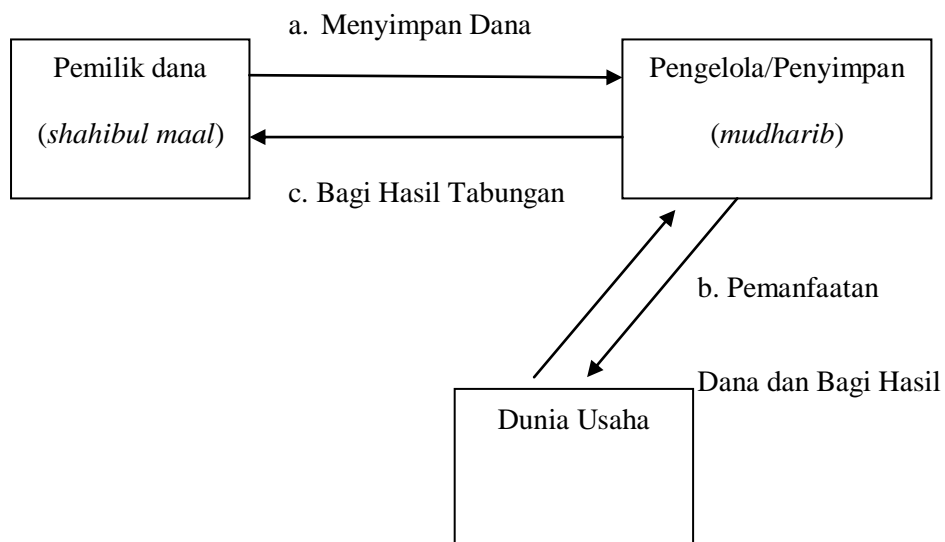 a. Menyimpan Dana
Pemilik dana
(shahibul maal)
Pengelola/Penyimpan
(mudharib)
c. Bagi Hasil Tabungan
b. Pemanfaatan
Dana dan Bagi Hasil
Dunia Usaha